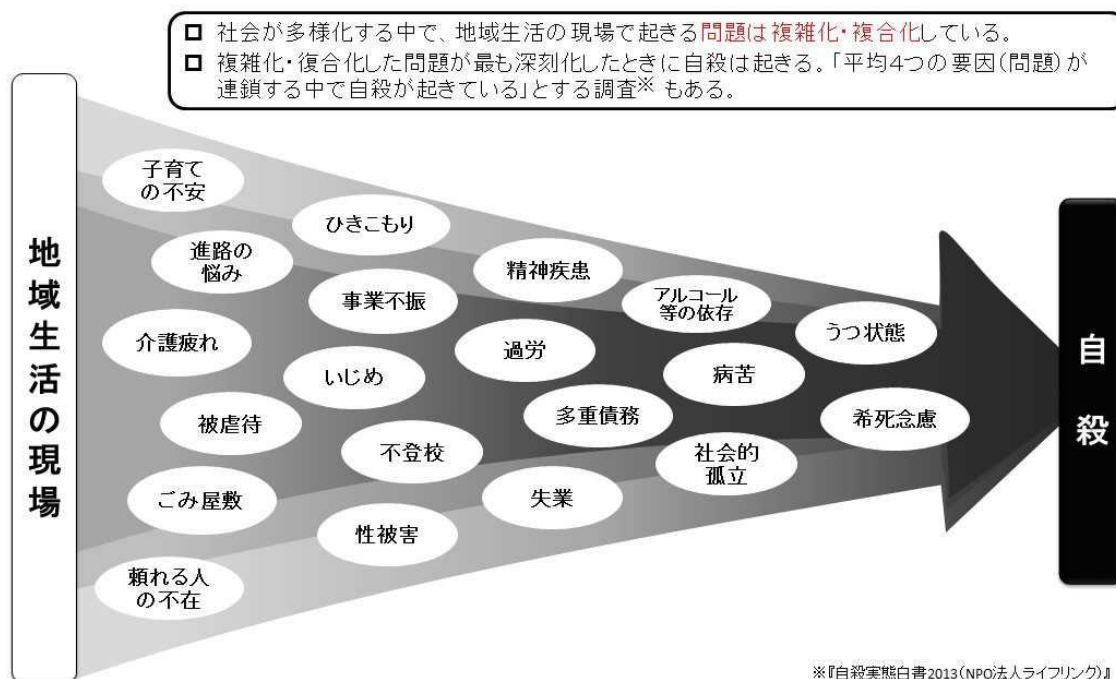 □ 社会が多様化する中で、地域生活の現場で起きる問題は複雑化・複合化している。
□ 複雑化・復合化した問題が最も深刻化したときに自殺は起きる。「平均4つの要因(問題)が
連鎖する中で自殺が起きている」とする調査※ もある。
地域生活の現場
子育て
の不安
ひきこもり
進路の
悩み
精神疾患
事業不振
アルコール
等の依存
うつ状態
介護疲れ
過労
いじめ
病苦
被虐待
多重債務
希死念慮
不登校
社会的
孤立
ごみ屋敷
失業
性被害
頼れる人
の不在
自殺
※『自殺実態白書2013(NPO法人ライフリンク)』